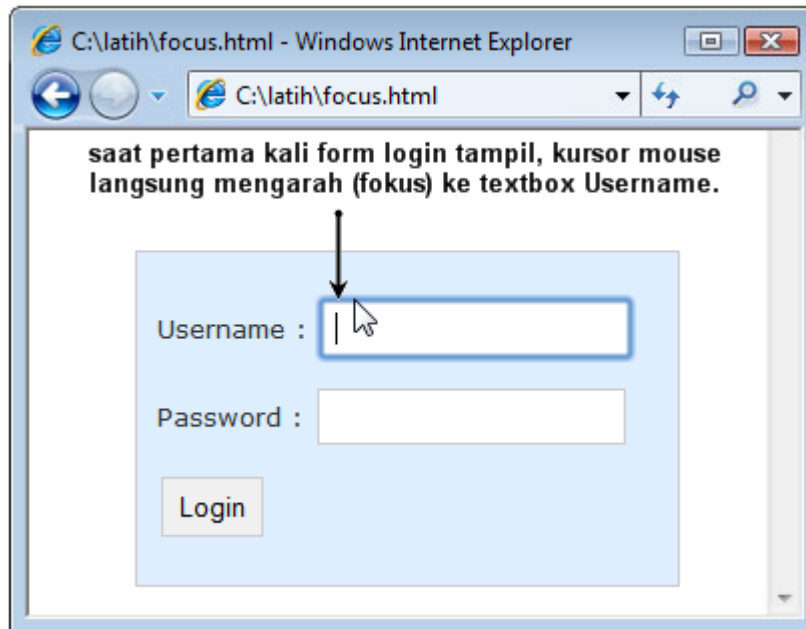 C:\latih\focus.html - Windows Internet Explorer
C:\latih\focus.html
saat pertama kali form login tampil, kursor mouse
langsung mengarah (fokus) ke textbox Username.
Username :
Password :
Login